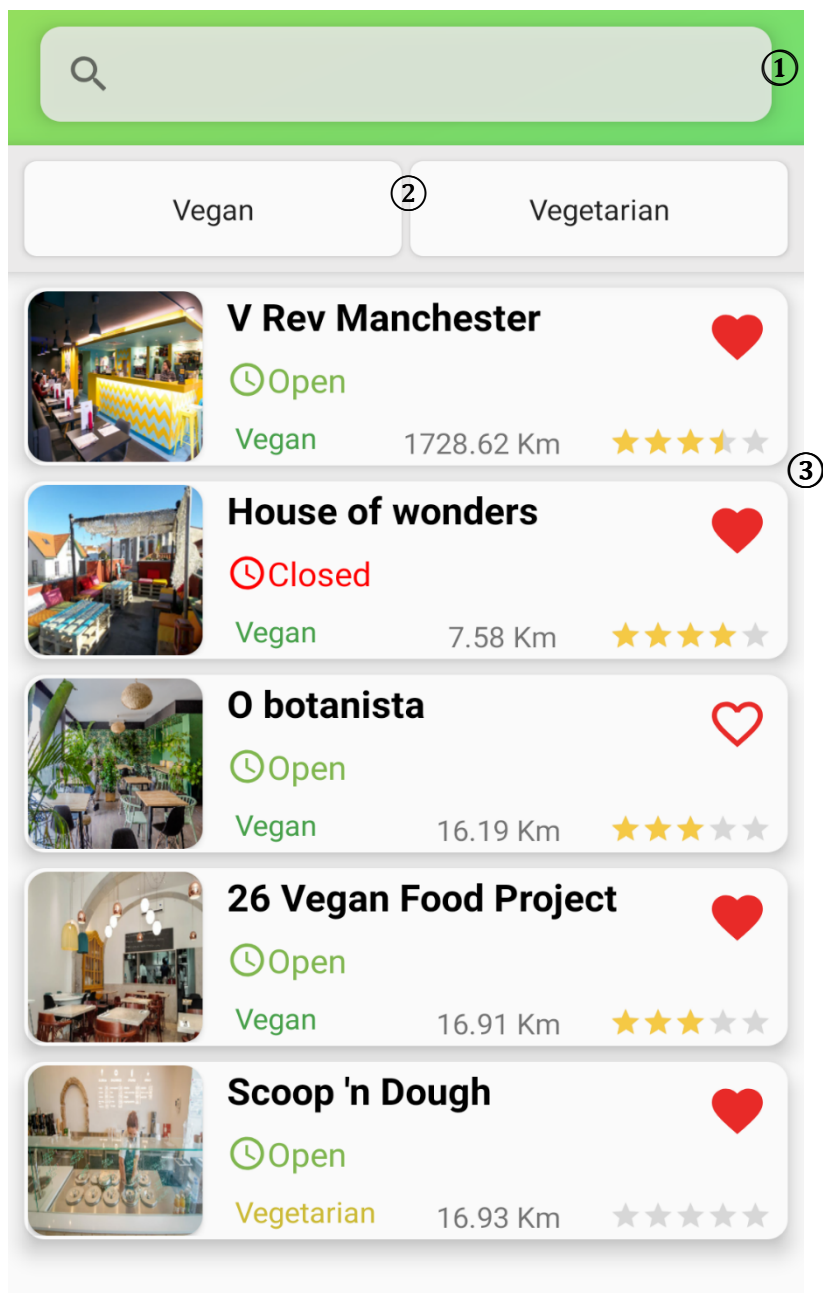 ①
Vegan ② Vegetarian
V Rev Manchester
Open
Vegan 1728.62 Km
③
House of wonders
Closed
Vegan 7.58 Km
O botanista
Open
Vegan 16.19 Km
26 Vegan Food Project
Open
Vegan 16.91 Km
Scoop 'n Dough
Open
Vegetarian 16.93 Km